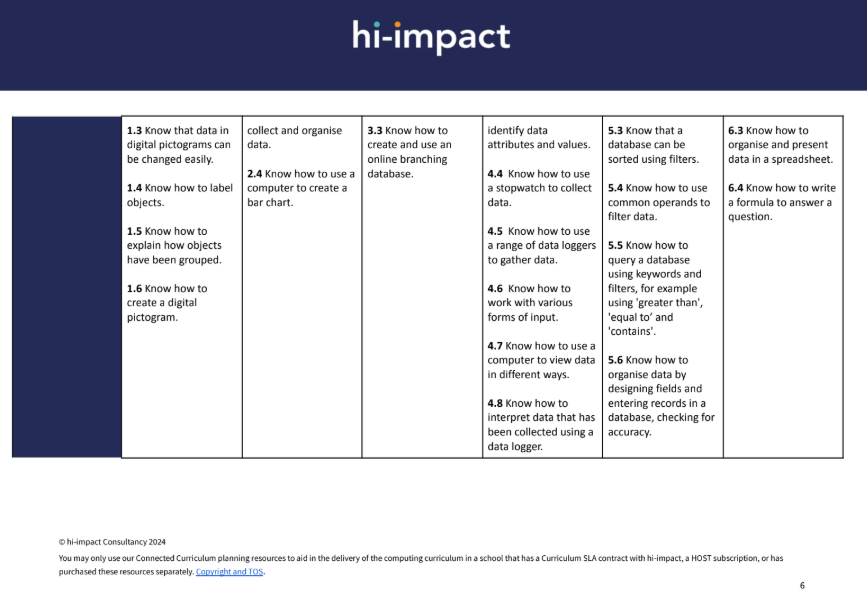 hi-impact
1.3 Know that data in
digital pictograms can
be changed easily.
1.4 Know how to label
objects.
1.5 Know how to
explain how objects
have been grouped.
1.6 Know how to
create a digital
pictogram.
collect and organise
data.
2.4 Know how to use a
computer to create a
bar chart.
3.3 Know how to
create and use an
online branching
database.
identify data
attributes and values.
4.4 Know how to use
a stopwatch to collect
data.
4.5 Know how to use
a range of data loggers
to gather data.
4.6 Know how to
work with various
forms of input.
4.7 Know how to use a
computer to view data
in different ways.
4.8 Know how to
interpret data that has
been collected using a
data logger.
5.3 Know that a
database can be
sorted using filters.
5.4 Know how to use
common operands to
filter data.
5.5 Know how to
query a database
using keywords and
filters, for example
using 'greater than',
'equal to’ and
'contains'.
5.6 Know how to
organise data by
designing fields and
entering records in a
database, checking for
accuracy.
6.3 Know how to
organise and present
data in a spreadsheet.
6.4 Know how to write
a formula to answer a
question.
© hi-impact Consultancy 2024
You may only use our Connected Curriculum planning resources to aid in the delivery of the computing curriculum in a school that has a Curriculum SLA contract with hi-impact, a HOST subscription, or has
purchased these resources separately. Copyright and TOS.
6